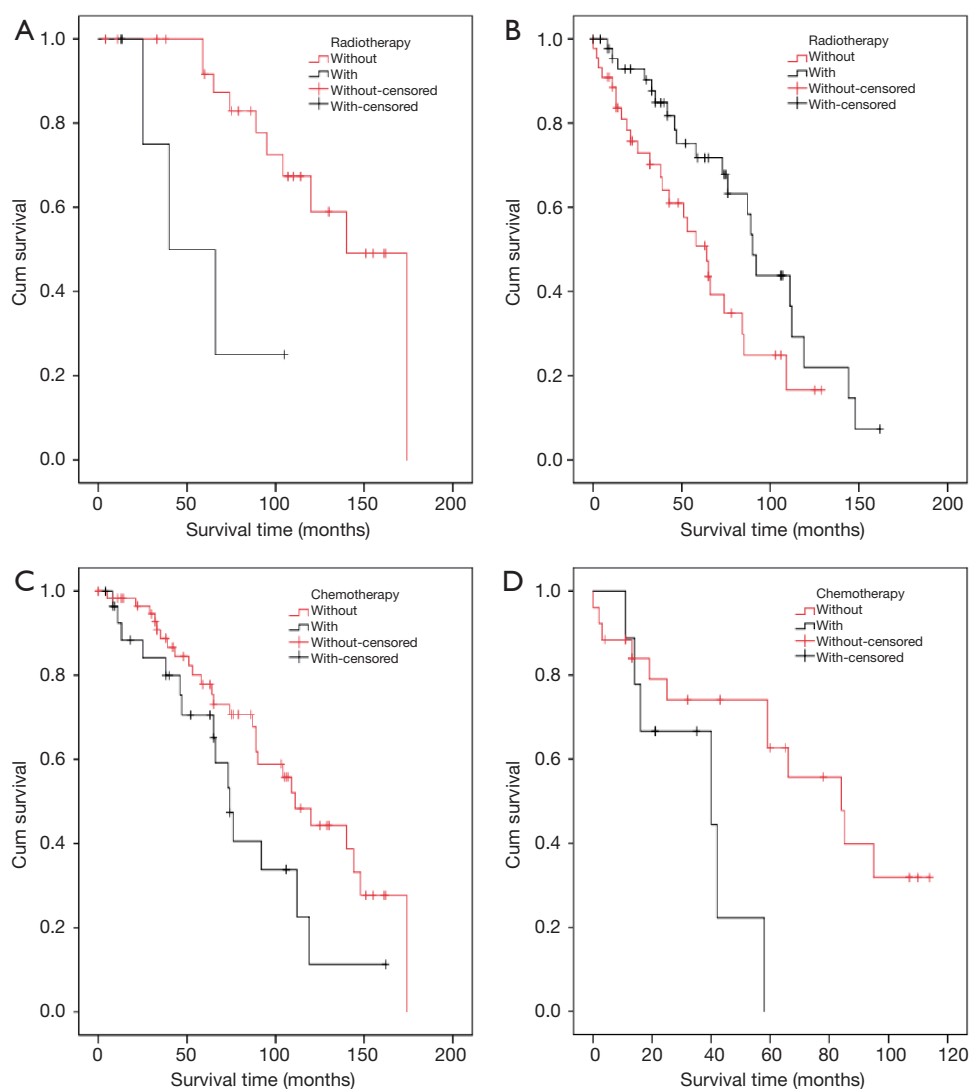 A
Radiotherapy
Without
With
Without-censored
With-censored
1.0
0.8
0.6
0.4
0.2
0.0
Cum survival
0 50 100 150 200
Survival time (months)
B
Radiotherapy
Without
With
Without-censored
With-censored
1.0
0.8
0.6
0.4
0.2
0.0
Cum survival
0 50 100 150 200
Survival time (months)
C
Chemotherapy
Without
With
Without-censored
With-censored
1.0
0.8
0.6
0.4
0.2
0.0
Cum survival
0 50 100 150 200
Survival time (months)
D
Chemotherapy
Without
With
Without-censored
With-censored
1.0
0.8
0.6
0.4
0.2
0.0
Cum survival
0 20 40 60 80 100 120
Survival time (months)